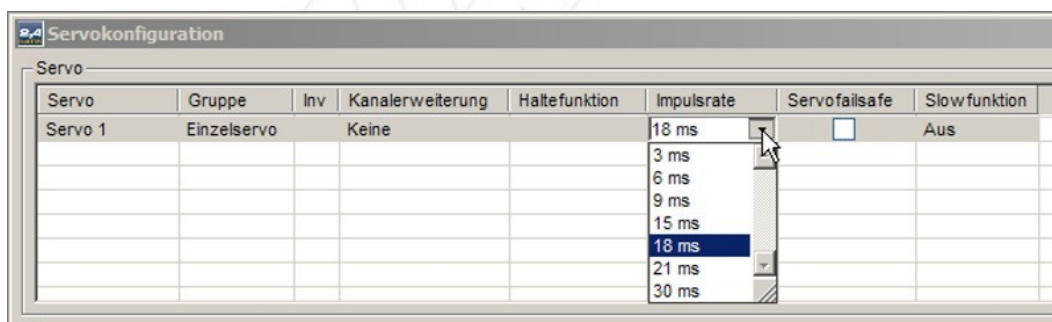 2,4 Servokonfiguration
Servo
Servo Gruppe Inv Kanalerweiterung Haltefunktion Impulsrate Servofailsafe Slowfunktion
Servo 1 Einzelservo Keine 18 ms Aus
3 ms
6 ms
9 ms
15 ms
18 ms
21 ms
30 ms